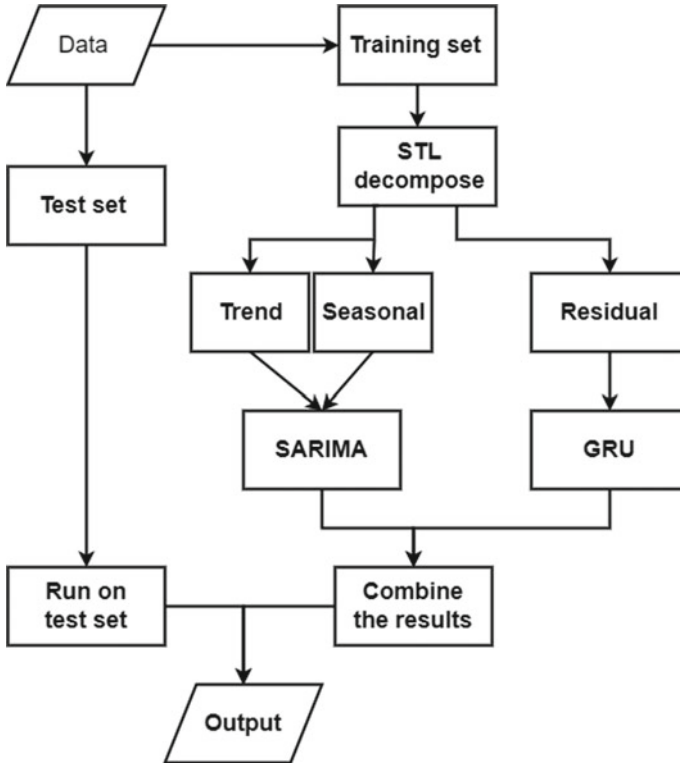 Data
Training set
STL
decompose
Test set
Trend
Seasonal
Residual
SARIMA
GRU
Run on
test set
Combine
the results
Output